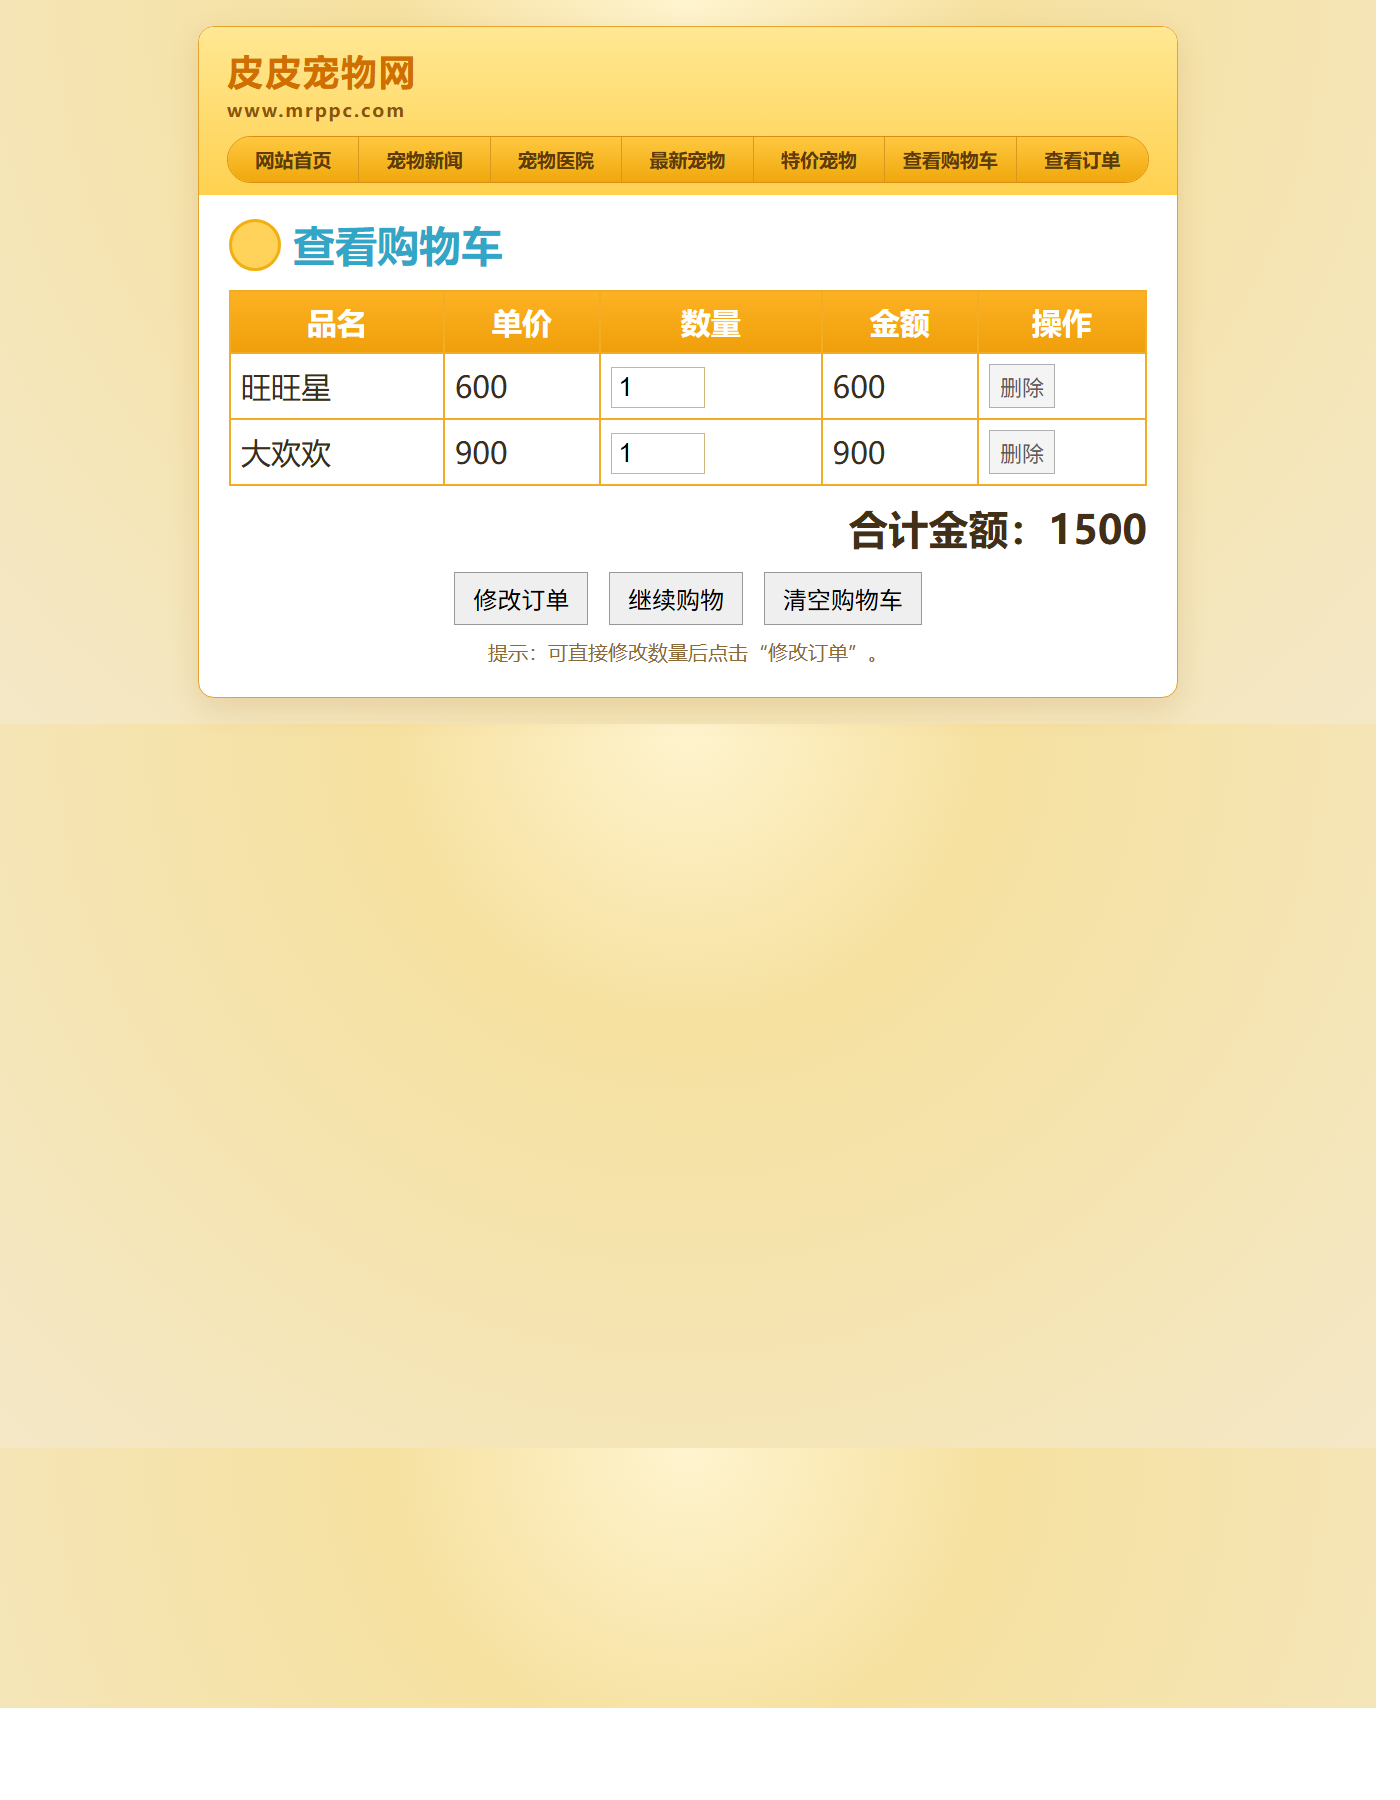 皮皮宠物网
www.mrppc.com
网站首页 宠物新闻 宠物医院 最新宠物 特价宠物 查看购物车 查看订单
查看购物车
品名 单价 数量 金额 操作
旺旺星 600 1 600 删除
大欢欢 900 1 900 删除
合计金额：1500
修改订单 继续购物 清空购物车
提示：可直接修改数量后点击“修改订单”。